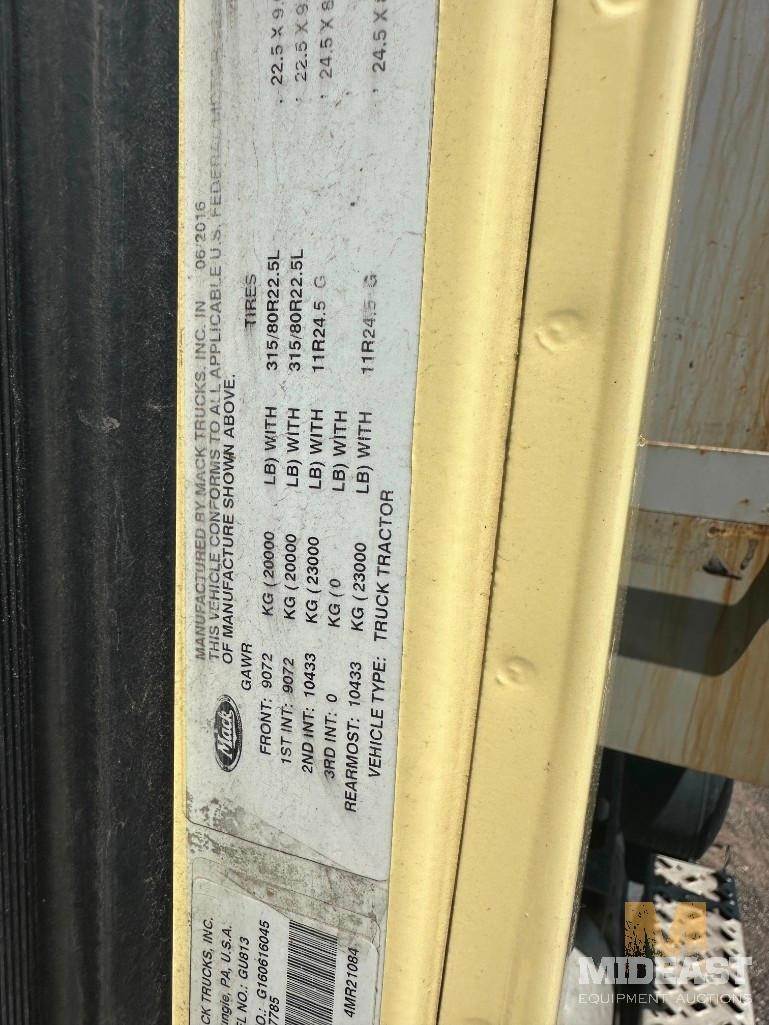 MANUFACTURED BY MACK TRUCKS, INC. IN 06/2016
THIS VEHICLE CONFORMS TO ALL APPLICABLE U.S. FEDERAL MOTOR
OF MANUFACTURE SHOWN ABOVE.
Mack
GAWR TIRES
FRONT: 9072 KG ( 20000 LB) WITH 315/80R22.5L , 22.5 X 9.
1ST INT: 9072 KG ( 20000 LB) WITH 315/80R22.5L , 22.5 X 9.
2ND INT: 10433 KG ( 23000 LB) WITH 11R24.5 G , 24.5 X 8
3RD INT: 0 KG ( 0 LB) WITH
REARMOST: 10433 KG ( 23000 LB) WITH 11R24.5 G , 24.5 X
VEHICLE TYPE: TRUCK TRACTOR
CK TRUCKS, INC.
ungie, PA, U.S.A.
EL NO.: GU813
O.: G160616045
7785
4MR21084
MIDEAST
EQUIPMENT AUCTIONS